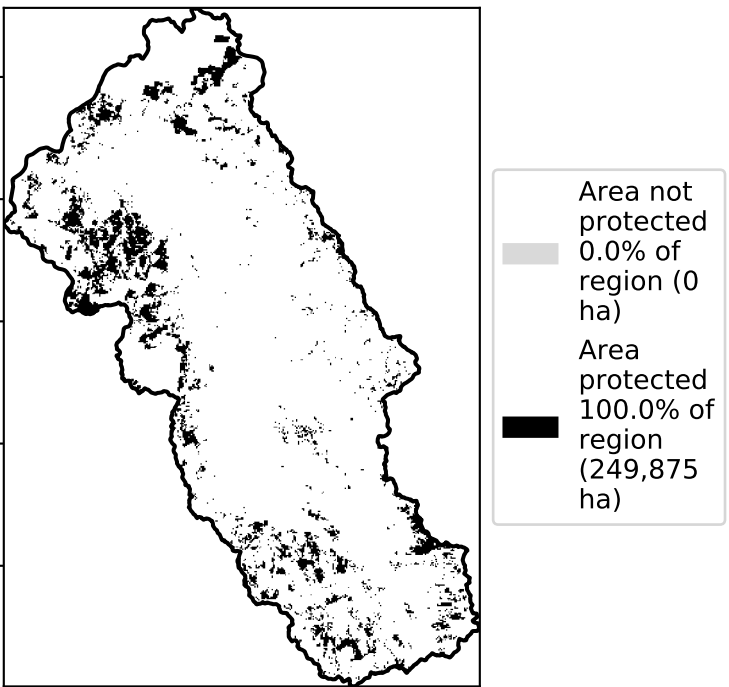 Area not
protected
0.0% of
region (0
ha)
Area
protected
100.0% of
region
(249,875
ha)